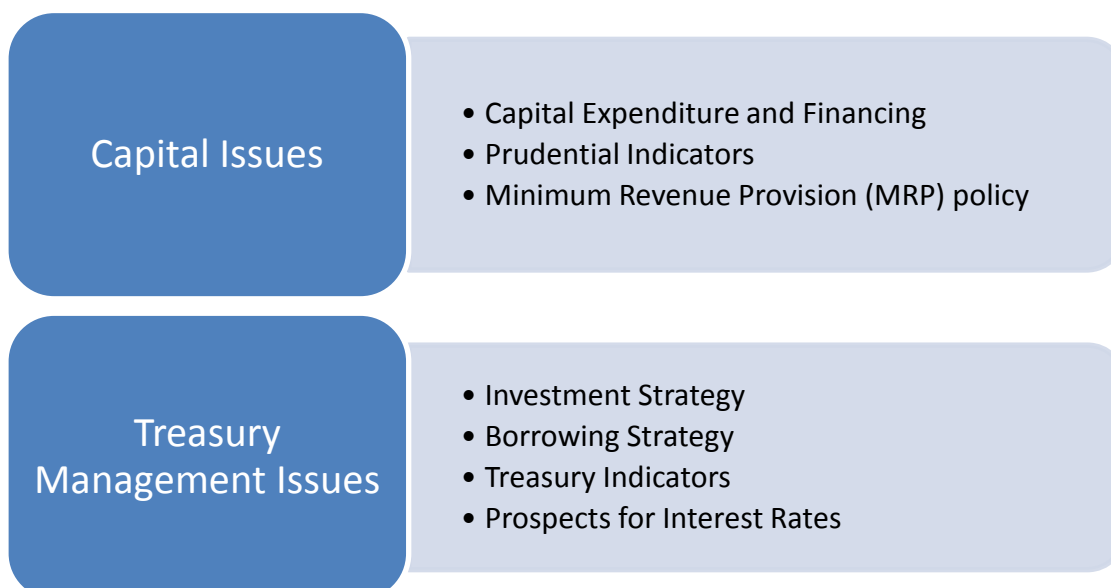 Capital Issues
• Capital Expenditure and Financing
• Prudential Indicators
• Minimum Revenue Provision (MRP) policy
Treasury
Management Issues
• Investment Strategy
• Borrowing Strategy
• Treasury Indicators
• Prospects for Interest Rates